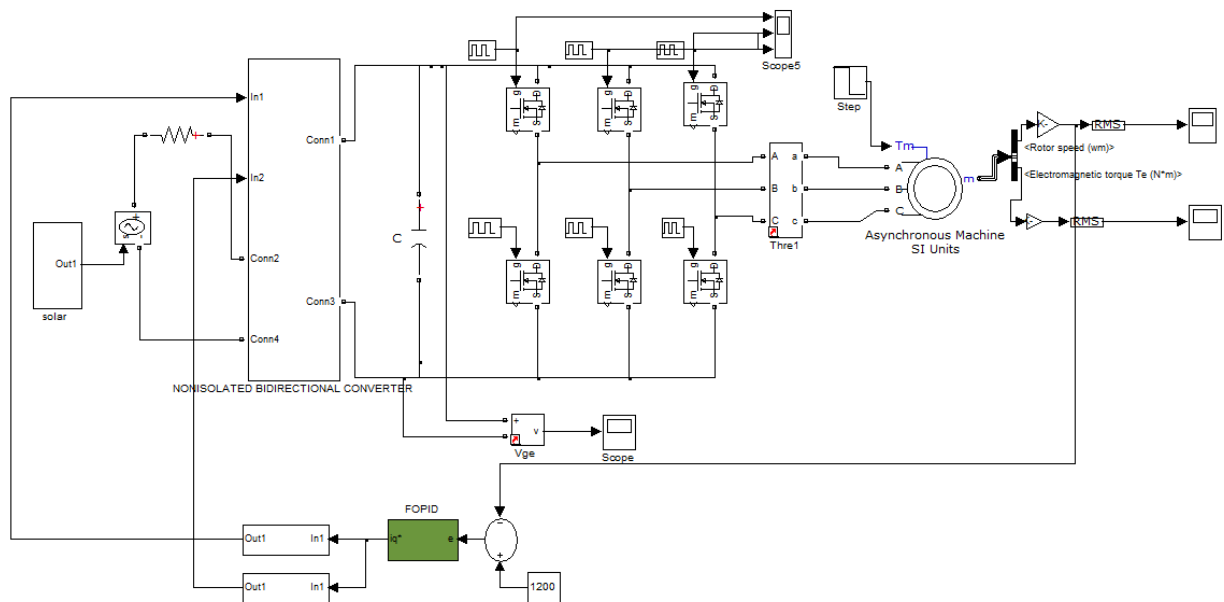 Scope5
Step
In1
Conn1
In2
Conn2
Conn3
Conn4
Out1
solar
s
+
-
NONISOLATED BIDIRECTIONAL CONVERTER
C
g
D
m
S
g
D
m
S
g
D
m
S
g
D
m
S
g
D
m
S
g
D
m
S
A
B
C
a
b
c
Thre1
Tm
A
B
C
m
Asynchronous Machine
SI Units
K-
RMS
<Rotor speed (wm)>
<Electromagnetic torque Te (N*m)>
-K-
RMS
+
-
v
Vge
Scope
FOPID
iq*
e
-
+
1200
Out1
In1
Out1
In1